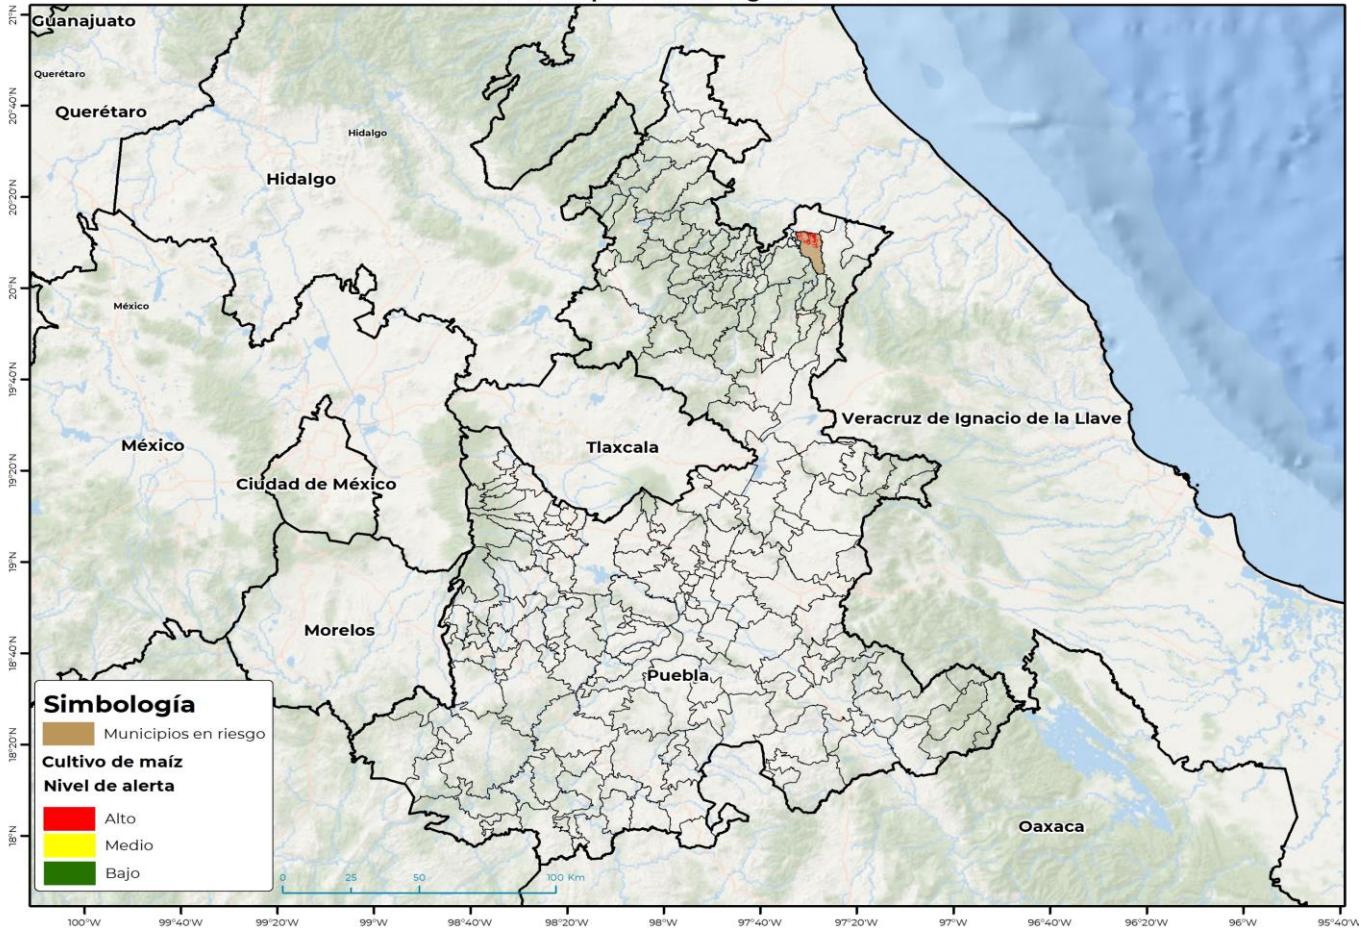 Guanajuato
Querétaro
Querétaro
Hidalgo
Hidalgo
México
México
Ciudad de México
Tlaxcala
Veracruz de Ignacio de la Llave
Morelos
Puebla
Oaxaca
Simbología
Municipios en riesgo
Cultivo de maíz
Nivel de alerta
Alto
Medio
Bajo
0 25 50 100 Km
21°N
20°40'N
20°20'N
20°N
19°40'N
19°20'N
19°N
18°40'N
18°20'N
18°N
100°W 99°40'W 99°20'W 99°W 98°40'W 98°20'W 98°W 97°40'W 97°20'W 97°W 96°40'W 96°20'W 96°W 95°40'W